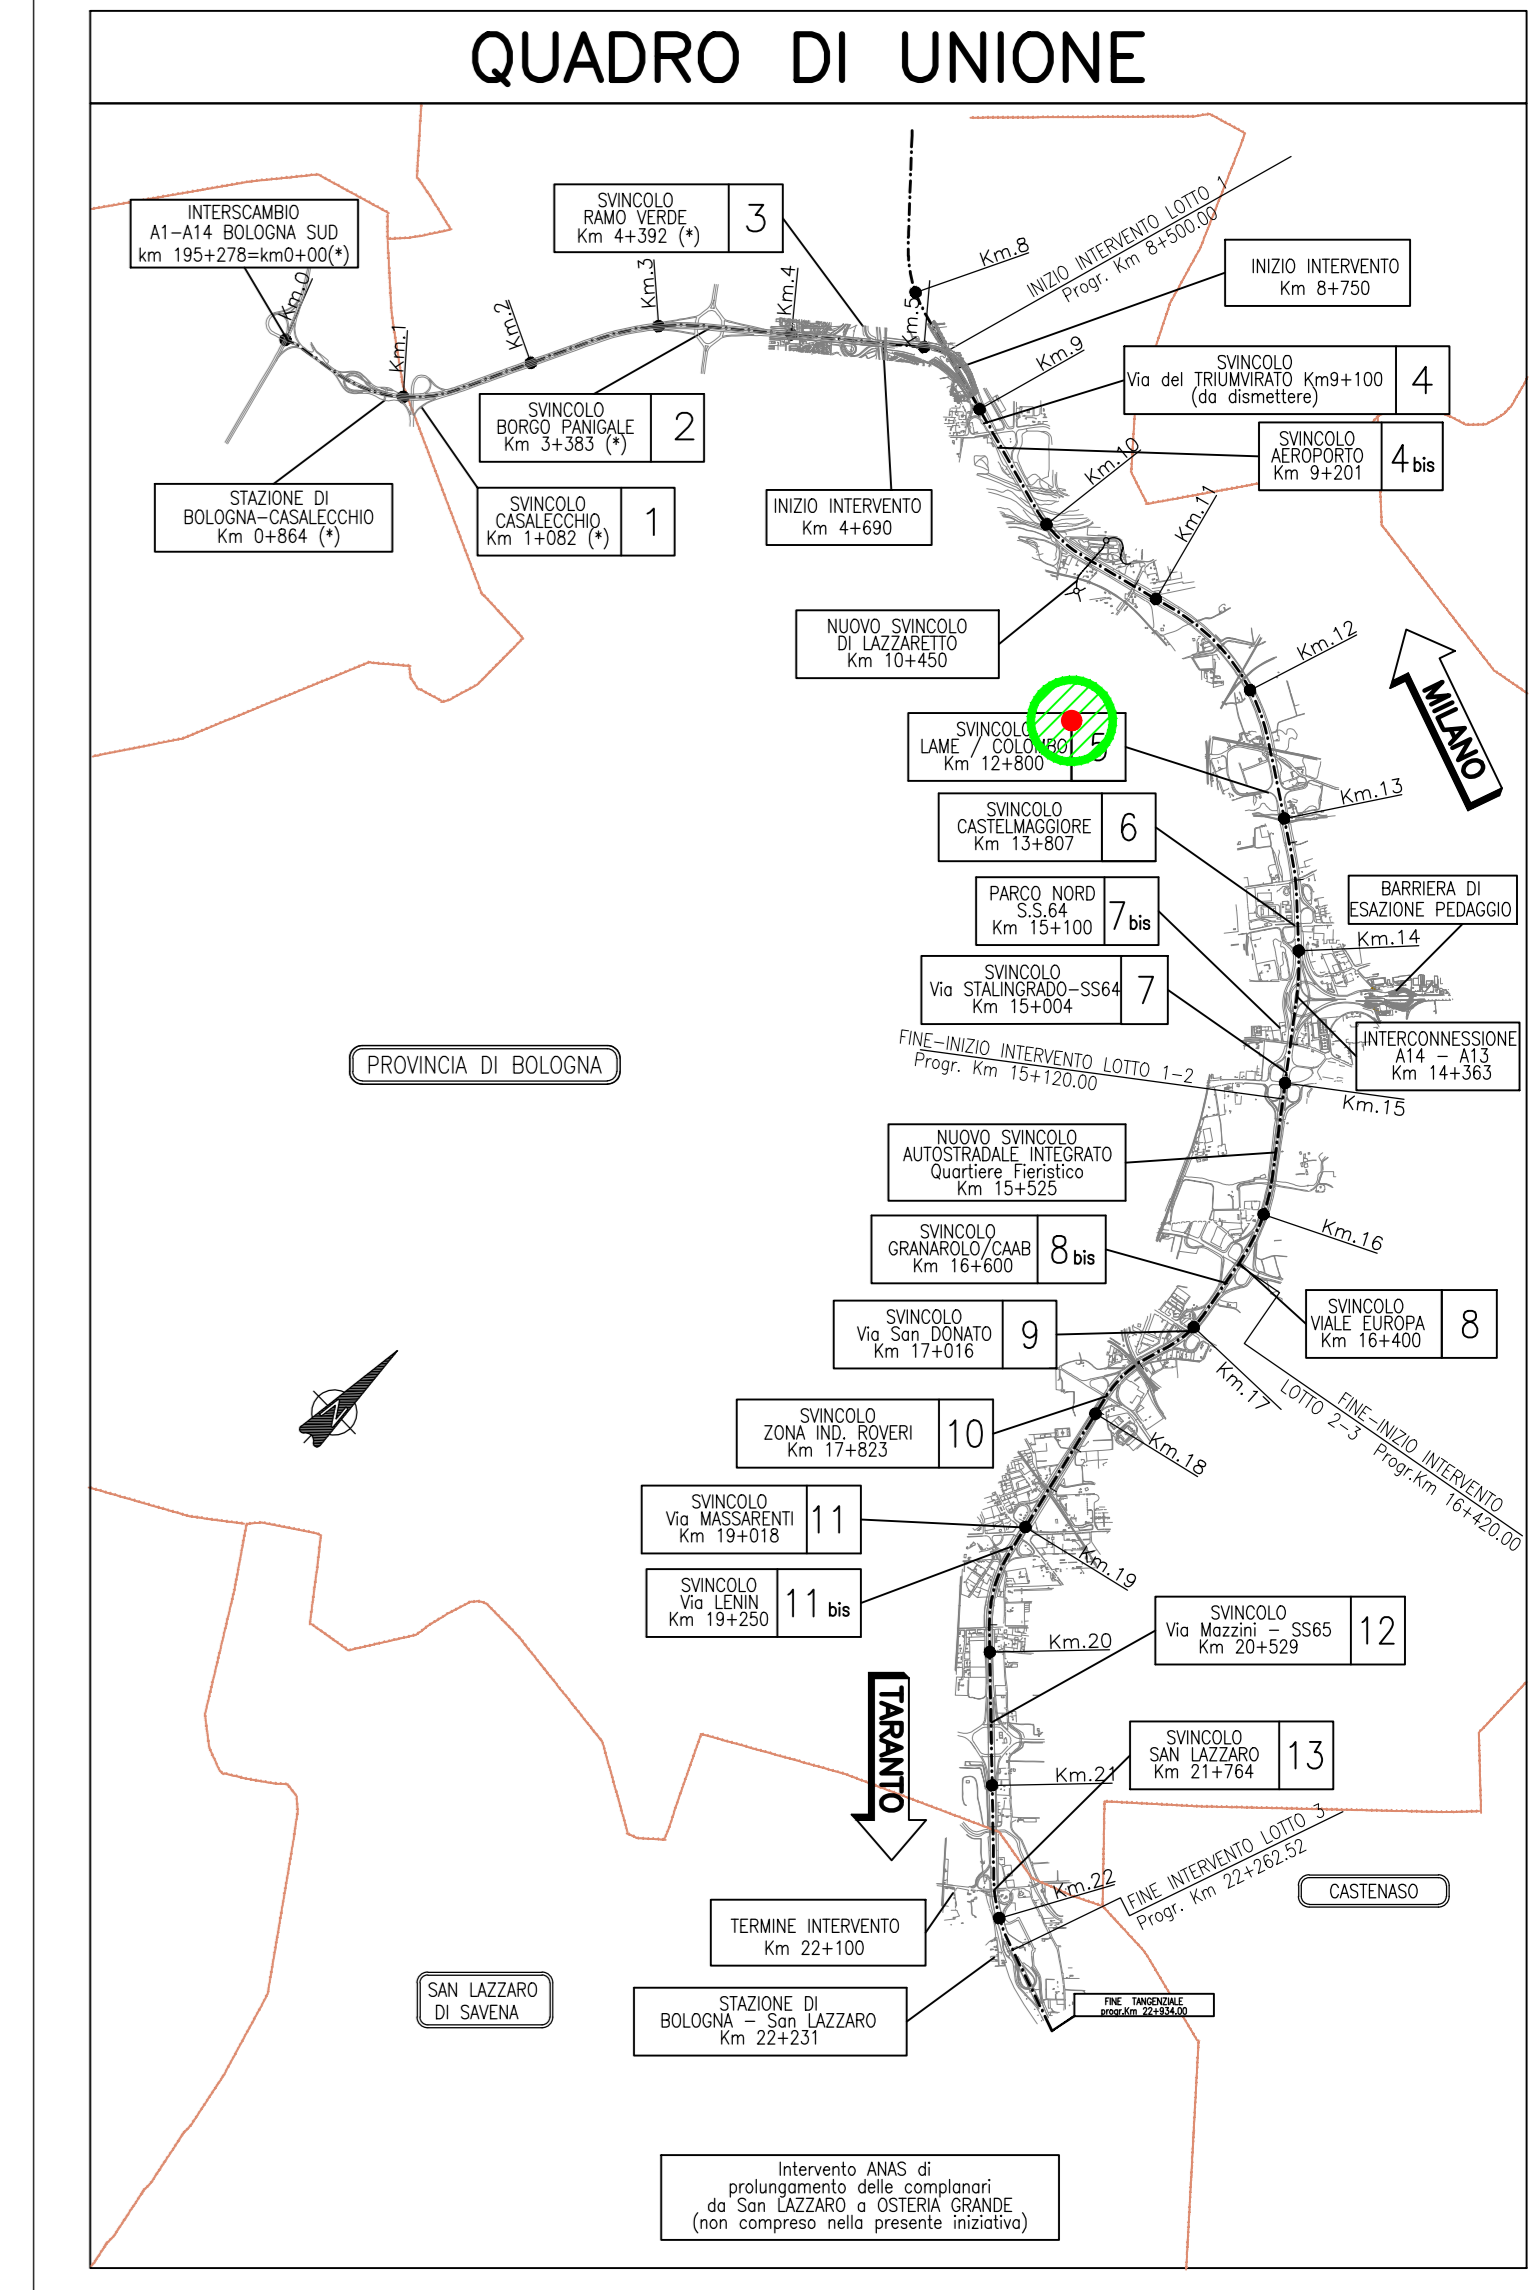 QUADRO DI UNIONE
INTERSCAMBIO
A1-A14 BOLOGNA SUD
km 195+278=km0+00(*)
SVINCOLO
RAMO VERDE
Km 4+392 (*)
3
INIZIO INTERVENTO LOTTO 1
Progr. Km 8+500.00
INIZIO INTERVENTO
Km 8+750
Km.0
Km.1
Km.2
Km.3
Km.4
Km.5
Km.8
Km.9
SVINCOLO
Via del TRIUMVIRATO Km9+100
(da dismettere)
4
SVINCOLO
BORGO PANIGALE
Km 3+383 (*)
2
SVINCOLO
AEROPORTO
Km 9+201
4 bis
Km.10
STAZIONE DI
BOLOGNA-CASALECCHIO
Km 0+864 (*)
SVINCOLO
CASALECCHIO
Km 1+082 (*)
1
INIZIO INTERVENTO
Km 4+690
Km.11
NUOVO SVINCOLO
DI LAZZARETTO
Km 10+450
Km.12
MILANO
SVINCOLO
LAME / COLOMBO
Km 12+800
5
Km.13
SVINCOLO
CASTELMAGGIORE
Km 13+807
6
PARCO NORD
S.S.64
Km 15+100
7 bis
BARRIERA DI
ESAZIONE PEDAGGIO
Km.14
SVINCOLO
Via STALINGRADO-SS64
Km 15+004
7
INTERCONNESSIONE
A14 - A13
Km 14+363
FINE-INIZIO INTERVENTO LOTTO 1-2
Progr. Km 15+120.00
PROVINCIA DI BOLOGNA
Km.15
NUOVO SVINCOLO
AUTOSTRADALE INTEGRATO
Quartiere Fieristico
Km 15+525
Km.16
SVINCOLO
GRANAROLO/CAAB
Km 16+600
8 bis
SVINCOLO
VIALE EUROPA
Km 16+400
8
SVINCOLO
Via San DONATO
Km 17+016
9
Km.17
FINE-INIZIO INTERVENTO
LOTTO 2-3 Progr.Km 16+420.00
SVINCOLO
ZONA IND. ROVERI
Km 17+823
10
Km.18
SVINCOLO
Via MASSARENTI
Km 19+018
11
Km.19
SVINCOLO
Via LENIN
Km 19+250
11 bis
SVINCOLO
Via Mazzini - SS65
Km 20+529
12
Km.20
TARANTO
SVINCOLO
SAN LAZZARO
Km 21+764
13
Km.21
FINE INTERVENTO LOTTO 3
Progr. Km 22+262.52
Km.22
CASTENASO
TERMINE INTERVENTO
Km 22+100
SAN LAZZARO
DI SAVENA
STAZIONE DI
BOLOGNA - San LAZZARO
Km 22+231
FINE TANGENZIALE
progr.Km 22+934.00
Intervento ANAS di
prolungamento delle complanari
da San LAZZARO a OSTERIA GRANDE
(non compreso nella presente iniziativa)